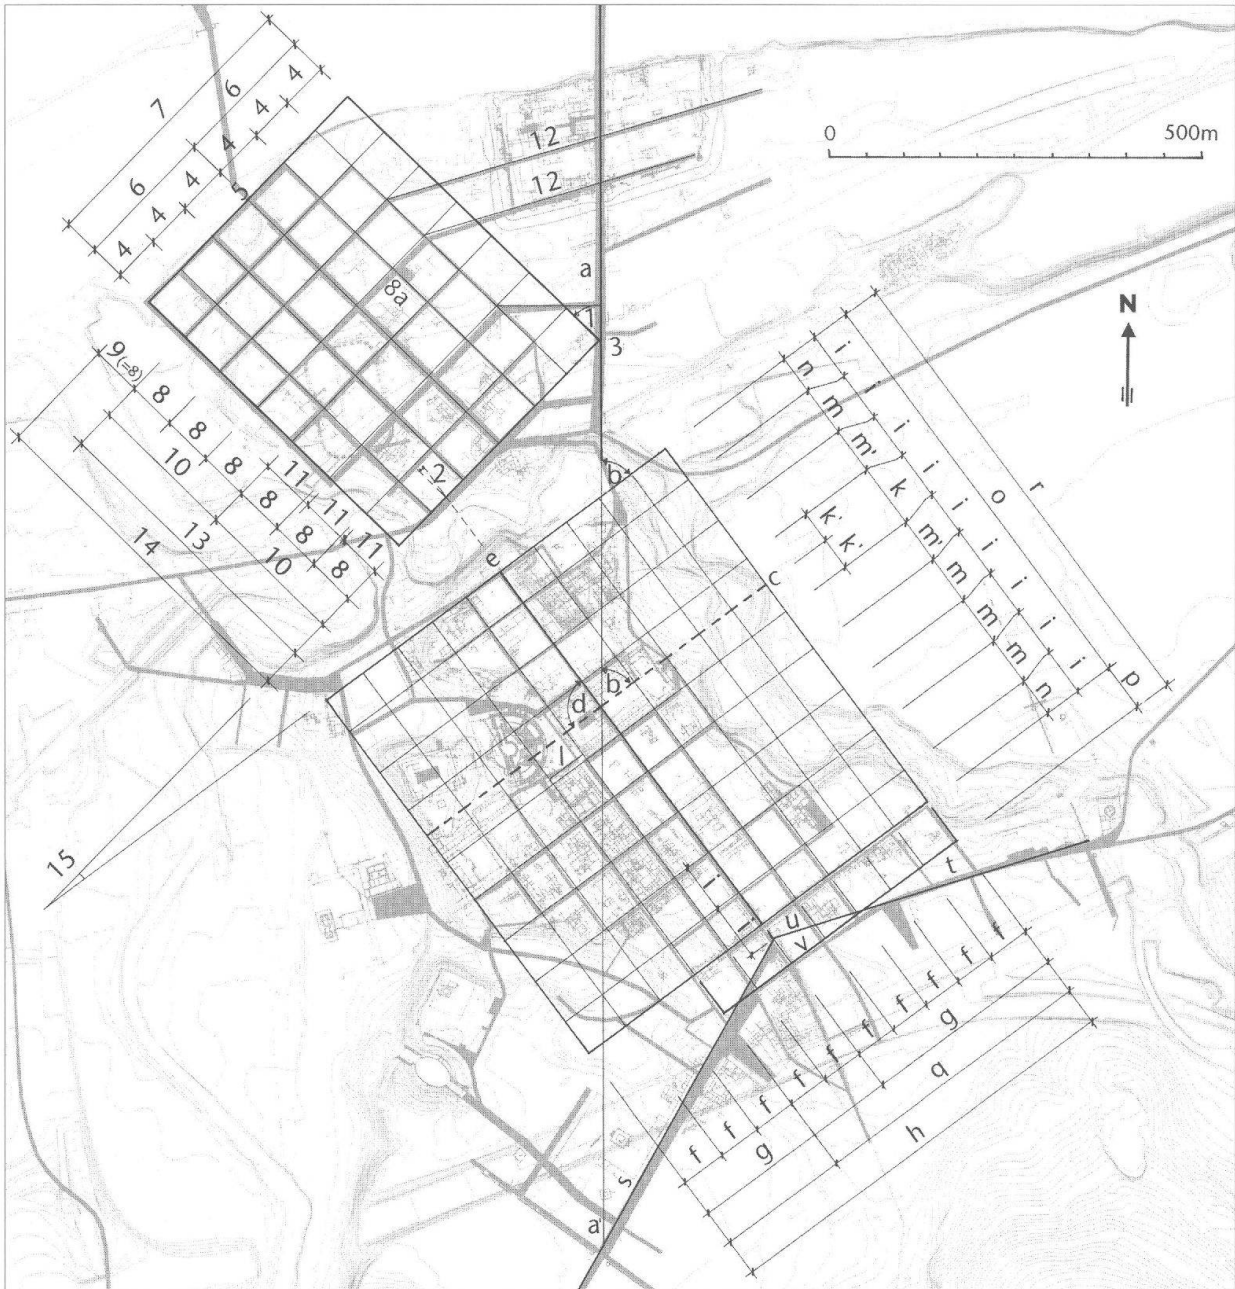 0 500m
N
7
6
4
4
4
4
6
4
4
4
5
12
12
a
8a
1
3
9 (=8)
8
8
8
8
8
8
8
10
10
11
11
11
13
14
2
b
e
c
d
b
l
i
i
15
n
m
m'
k
m'
m
m
m
n
i
i
i
i
i
i
i
i
i
i
k'
k'
o
r
p
t
u
v
f
f
f
f
f
f
f
f
f
f
g
g
q
h
s
a